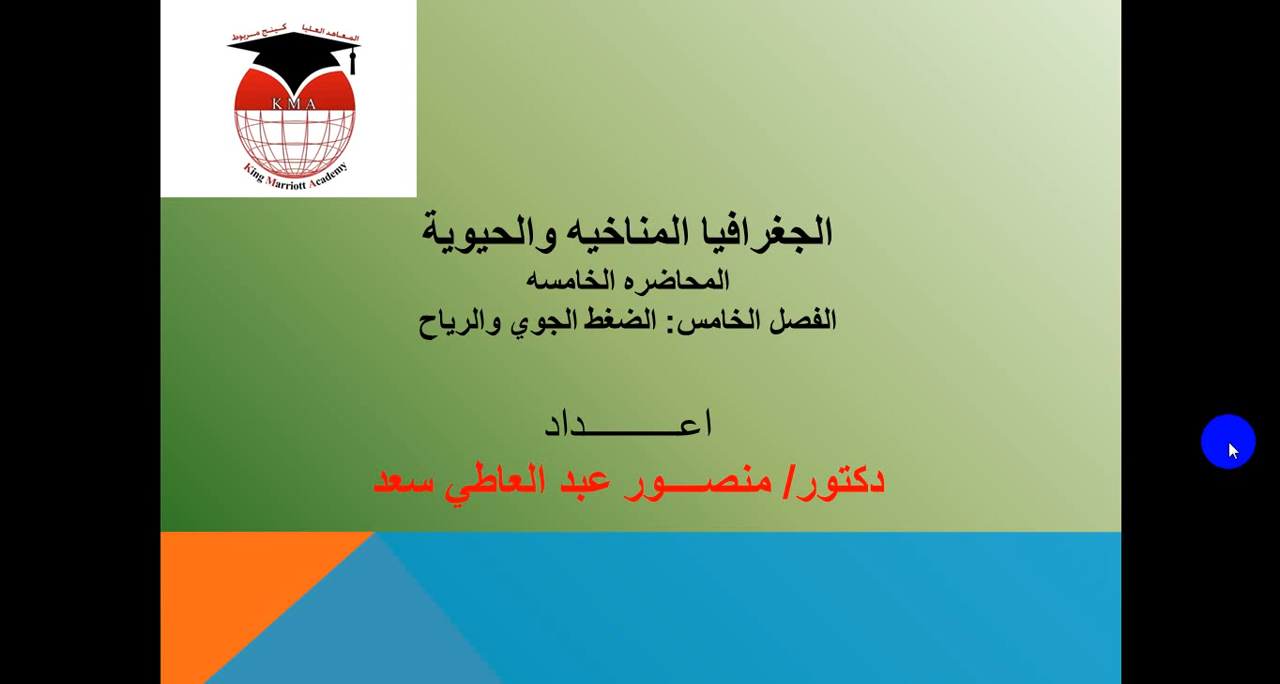 المعاهد العليا كينج مريوط
KMA
King Marriott Academy
الجغرافيا المناخيه والحيوية
المحاضره الخامسه
الفصل الخامس: الضغط الجوي والرياح
اعـــــــــداد
دكتور/ منصـــور عبد العاطي سعد